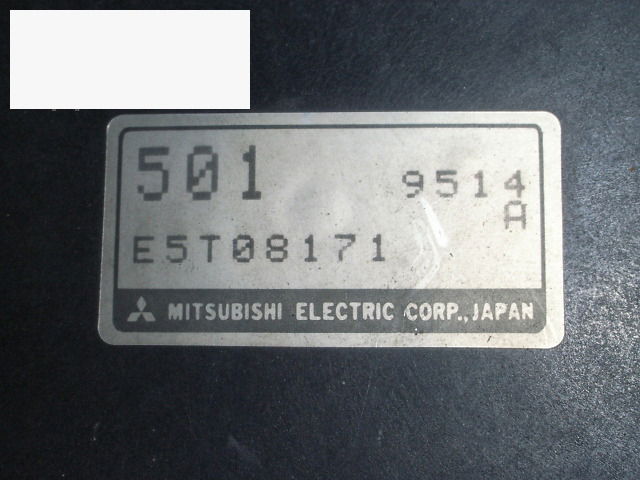 501 9514
A
E5T08171
MITSUBISHI ELECTRIC CORP., JAPAN